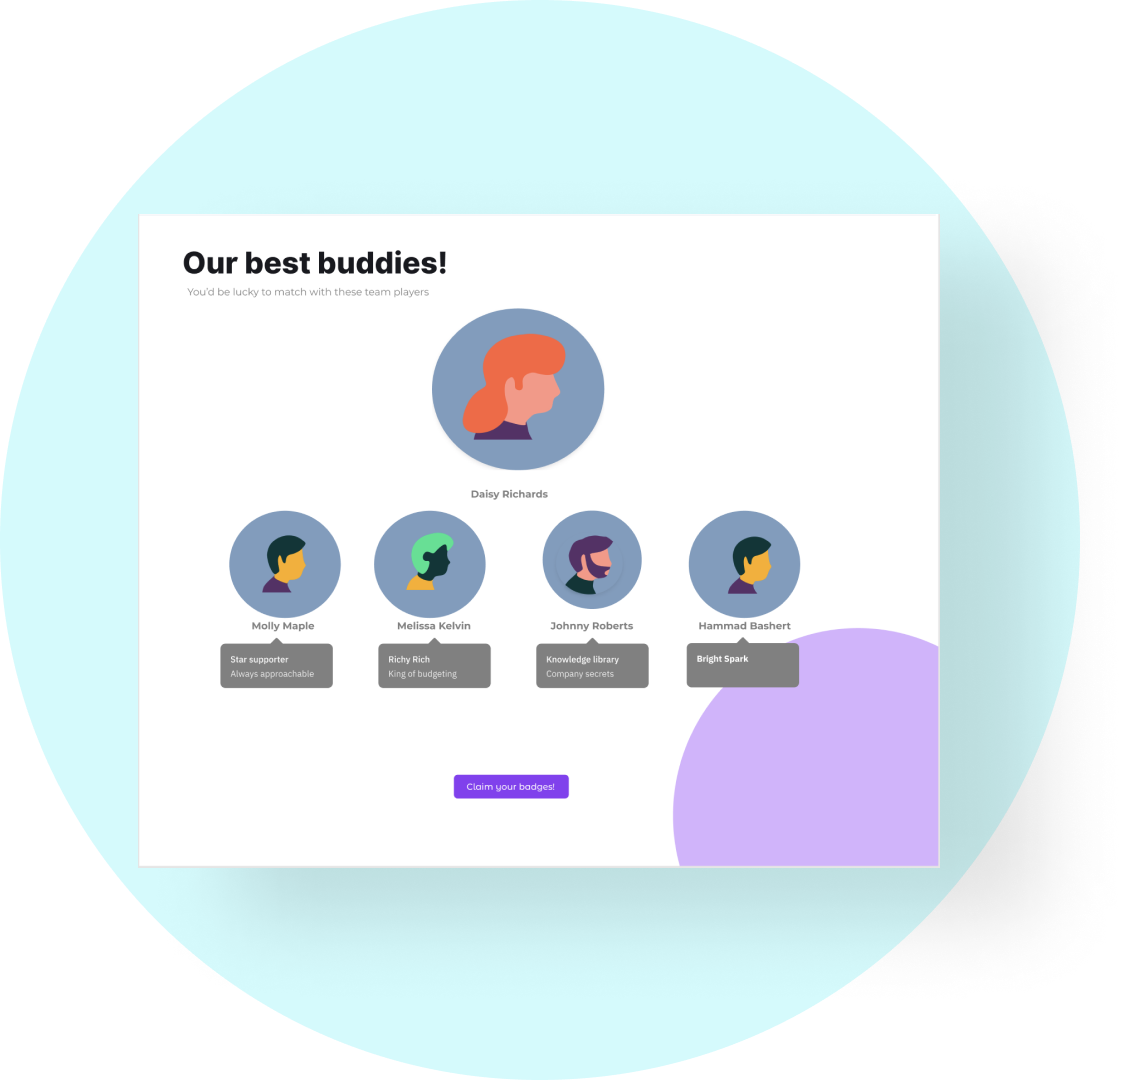 Our best buddies!
You'd be lucky to match with these team players
Daisy Richards
Molly Maple
Melissa Kelvin
Johnny Roberts
Hammad Bashert
Star supporter
Always approachable
Richy Rich
King of budgeting
Knowledge library
Company secrets
Bright Spark
Claim your badges!